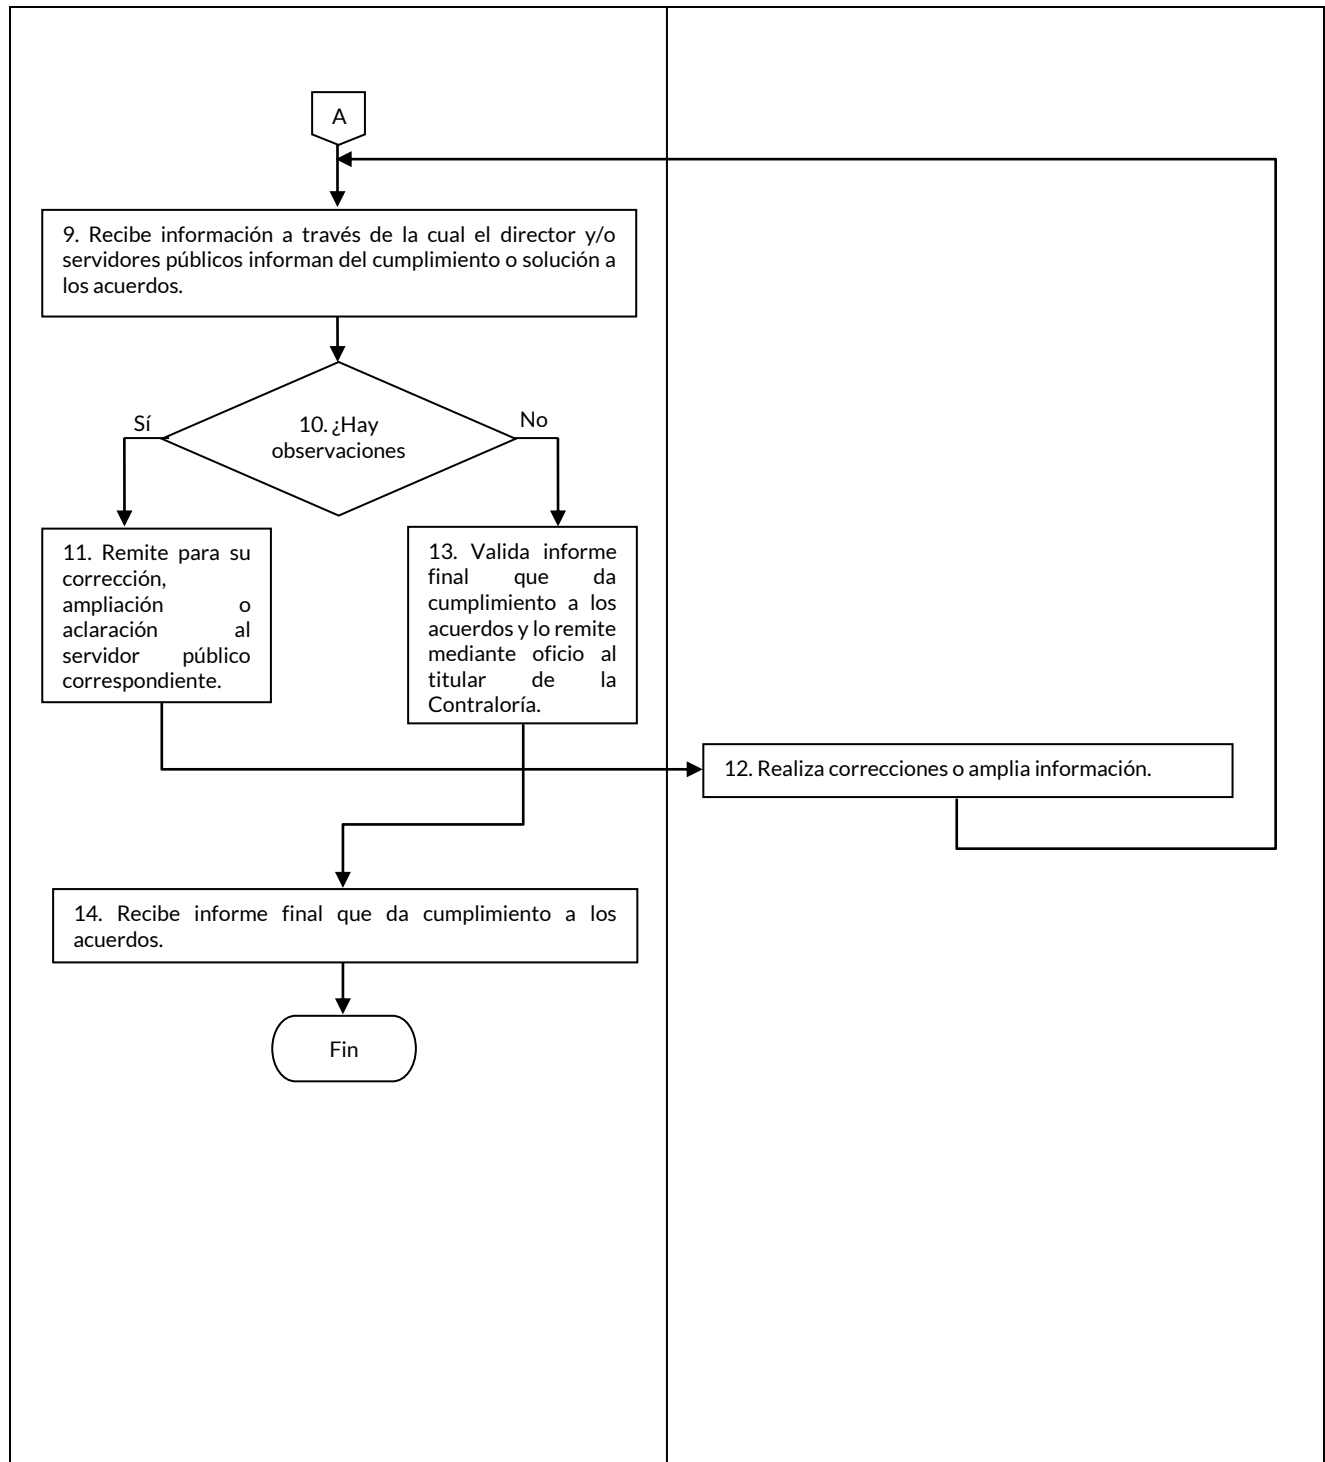 A
9. Recibe información a través de la cual el director y/o
servidores públicos informan del cumplimiento o solución a
los acuerdos.
Sí
No
10. ¿Hay
observaciones
11. Remite para su
corrección,
ampliación o
aclaración al
servidor público
correspondiente.
13. Valida informe
final que da
cumplimiento a los
acuerdos y lo remite
mediante oficio al
titular de la
Contraloría.
12. Realiza correcciones o amplia información.
14. Recibe informe final que da cumplimiento a los
acuerdos.
Fin